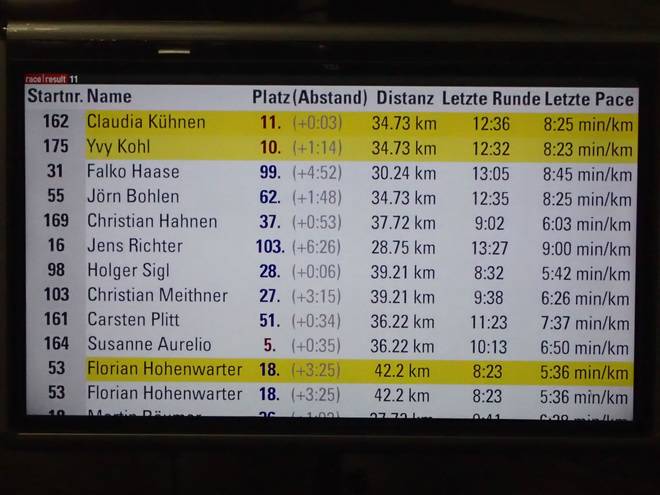 race|result 11
Startnr. Name Platz (Abstand) Distanz Letzte Runde Letzte Pace
162 Claudia Kühnen 11. (+0:03) 34.73 km 12:36 8:25 min/km
175 Yvy Kohl 10. (+1:14) 34.73 km 12:32 8:23 min/km
31 Falko Haase 99. (+4:52) 30.24 km 13:05 8:45 min/km
55 Jörn Bohlen 62. (+1:48) 34.73 km 12:35 8:25 min/km
169 Christian Hahnen 37. (+0:53) 37.72 km 9:02 6:03 min/km
16 Jens Richter 103. (+6:26) 28.75 km 13:27 9:00 min/km
98 Holger Sigl 28. (+0:06) 39.21 km 8:32 5:42 min/km
103 Christian Meithner 27. (+3:15) 39.21 km 9:38 6:26 min/km
161 Carsten Plitt 51. (+0:34) 36.22 km 11:23 7:37 min/km
164 Susanne Aurelio 5. (+0:35) 36.22 km 10:13 6:50 min/km
53 Florian Hohenwarter 18. (+3:25) 42.2 km 8:23 5:36 min/km
53 Florian Hohenwarter 18. (+3:25) 42.2 km 8:23 5:36 min/km
Martin km min/km